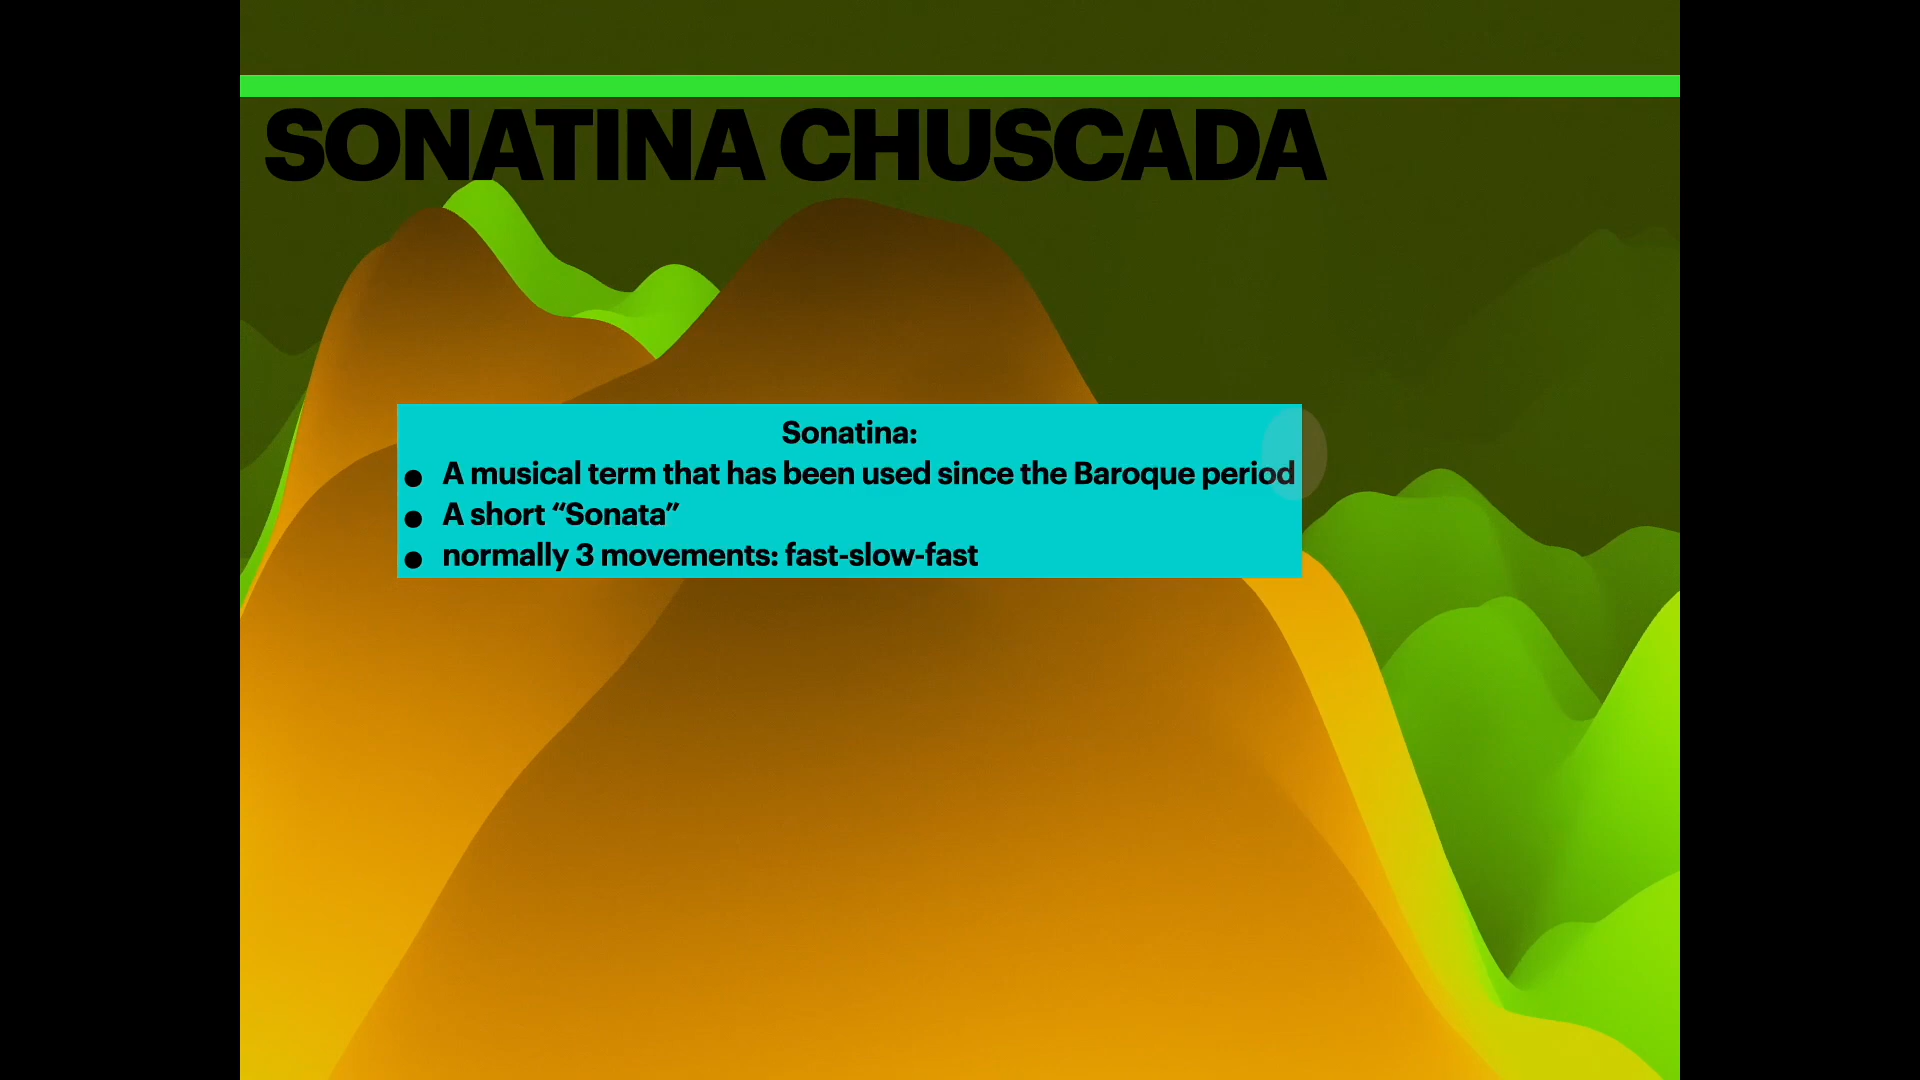 SONATINA CHUSCADA
Sonatina:
● A musical term that has been used since the Baroque period
● A short “Sonata”
● normally 3 movements: fast-slow-fast